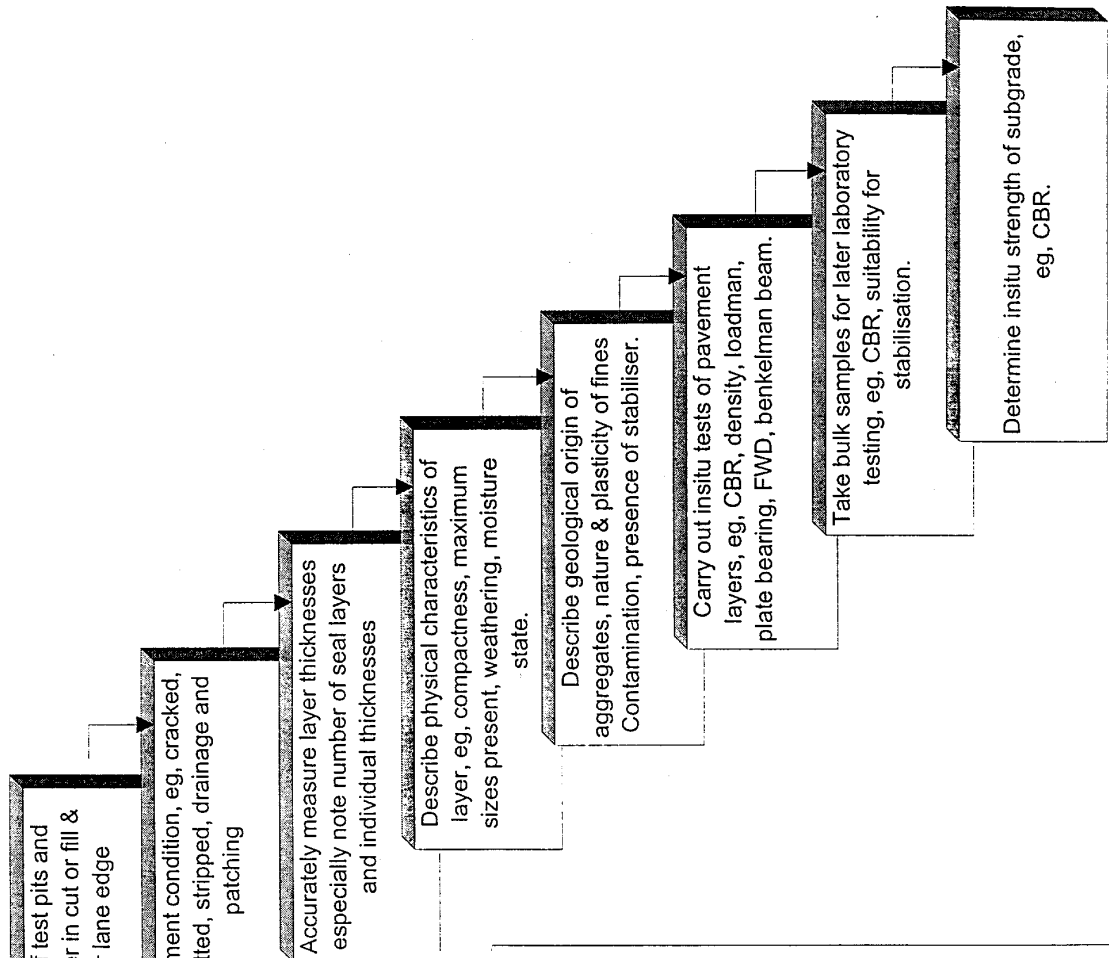 test pits and
in cut or fill &
lane edge
condition, eg, cracked,
stripped, drainage and
patching
Accurately measure layer thicknesses
especially note number of seal layers
and individual thicknesses
Describe physical characteristics of
layer, eg, compactness, maximum
sizes present, weathering, moisture
state.
Describe geological origin of
aggregates, nature & plasticity of fines
Contamination, presence of stabiliser.
Carry out insitu tests of pavement
layers, eg, CBR, density, loadman,
plate bearing, FWD, benkelman beam.
Take bulk samples for later laboratory
testing, eg, CBR, suitability for
stabilisation.
Determine insitu strength of subgrade,
eg, CBR.